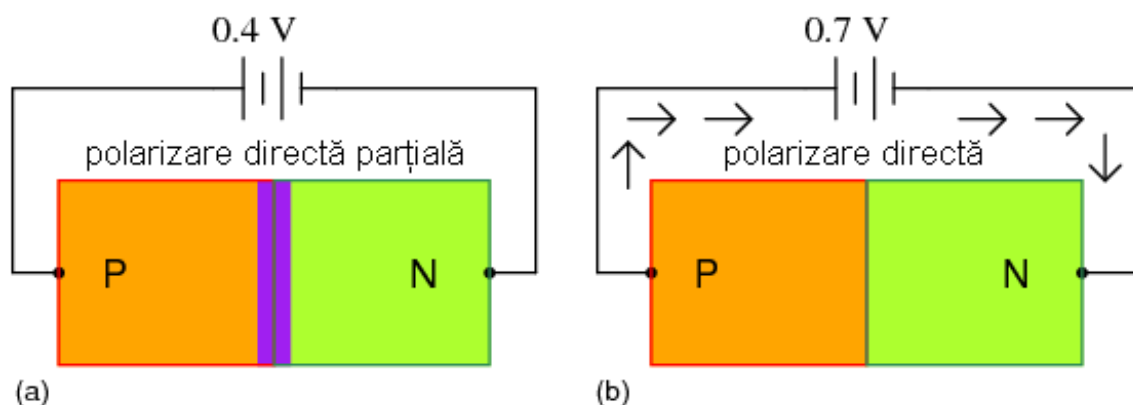 0.4 V
polarizare directă parțială
P
N
(a)
0.7 V
polarizare directă
P
N
(b)